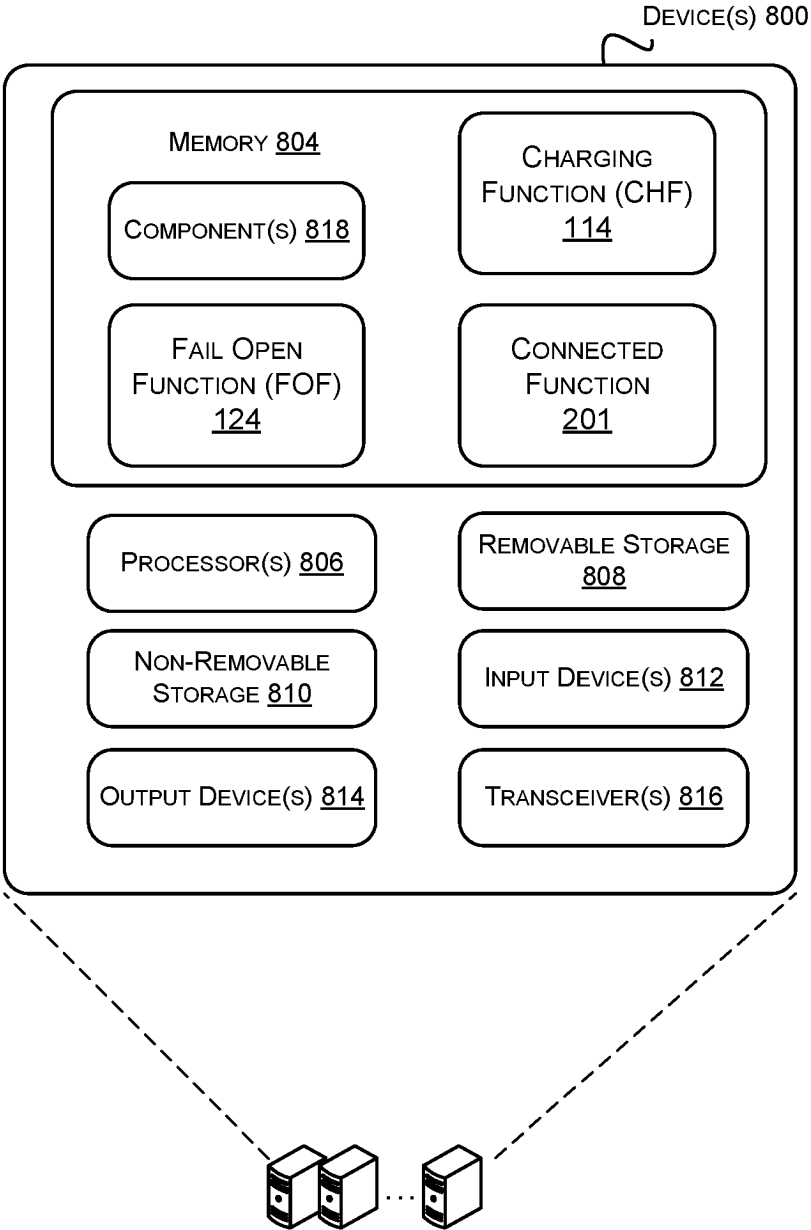 DEVICE(S) 800
MEMORY 804
COMPONENT(S) 818
CHARGING
FUNCTION (CHF)
114
FAIL OPEN
FUNCTION (FOF)
124
CONNECTED
FUNCTION
201
PROCESSOR(S) 806
REMOVABLE STORAGE
808
NON-REMOVABLE
STORAGE 810
INPUT DEVICE(S) 812
OUTPUT DEVICE(S) 814
TRANSCEIVER(S) 816
...